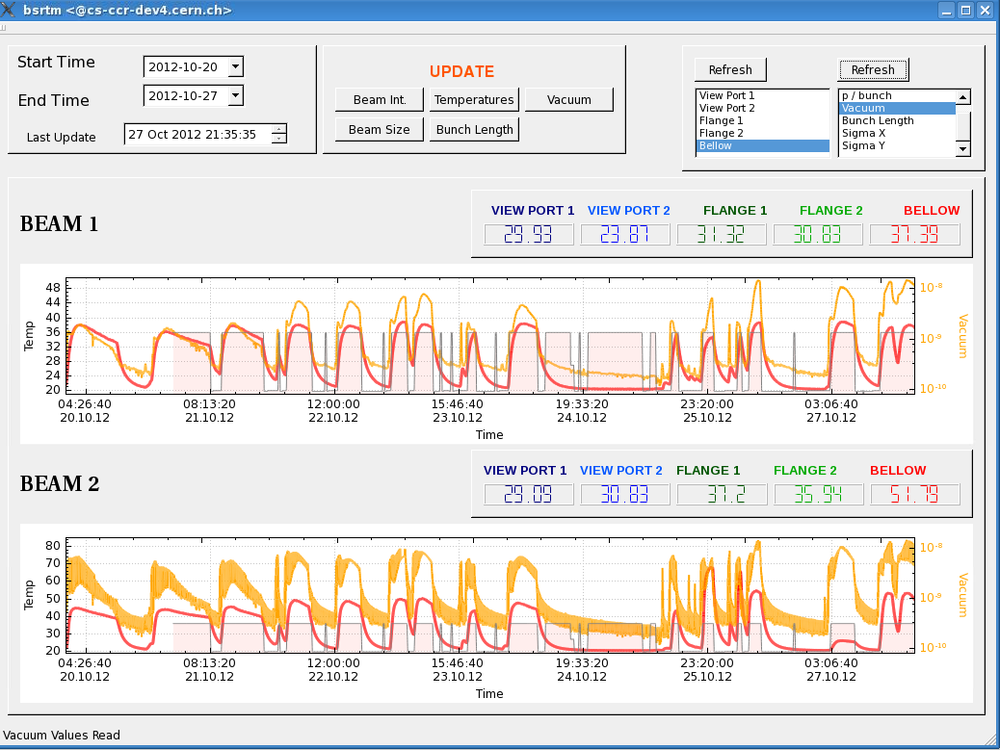 bsrtm <@cs-ccr-dev4.cern.ch>
Start Time 2012-10-20
End Time 2012-10-27
Last Update 27 Oct 2012 21:35:35
UPDATE
Beam Int. Temperatures Vacuum
Beam Size Bunch Length
Refresh Refresh
View Port 1
View Port 2
Flange 1
Flange 2
Bellow
p / bunch
Vacuum
Bunch Length
Sigma X
Sigma Y
BEAM 1
VIEW PORT 1 VIEW PORT 2 FLANGE 1 FLANGE 2 BELLOW
29.93 23.87 31.32 30.83 37.39
Temp
48
44
40
36
32
28
24
20
10⁻⁸
10⁻⁹
10⁻¹⁰
Vacuum
04:26:40 08:13:20 12:00:00 15:46:40 19:33:20 23:20:00 03:06:40
20.10.12 21.10.12 22.10.12 23.10.12 24.10.12 25.10.12 27.10.12
Time
BEAM 2
VIEW PORT 1 VIEW PORT 2 FLANGE 1 FLANGE 2 BELLOW
29.09 30.83 37.2 35.94 51.78
Temp
80
70
60
50
40
30
20
10⁻⁸
10⁻⁹
10⁻¹⁰
Vacuum
04:26:40 08:13:20 12:00:00 15:46:40 19:33:20 23:20:00 03:06:40
20.10.12 21.10.12 22.10.12 23.10.12 24.10.12 25.10.12 27.10.12
Time
Vacuum Values Read